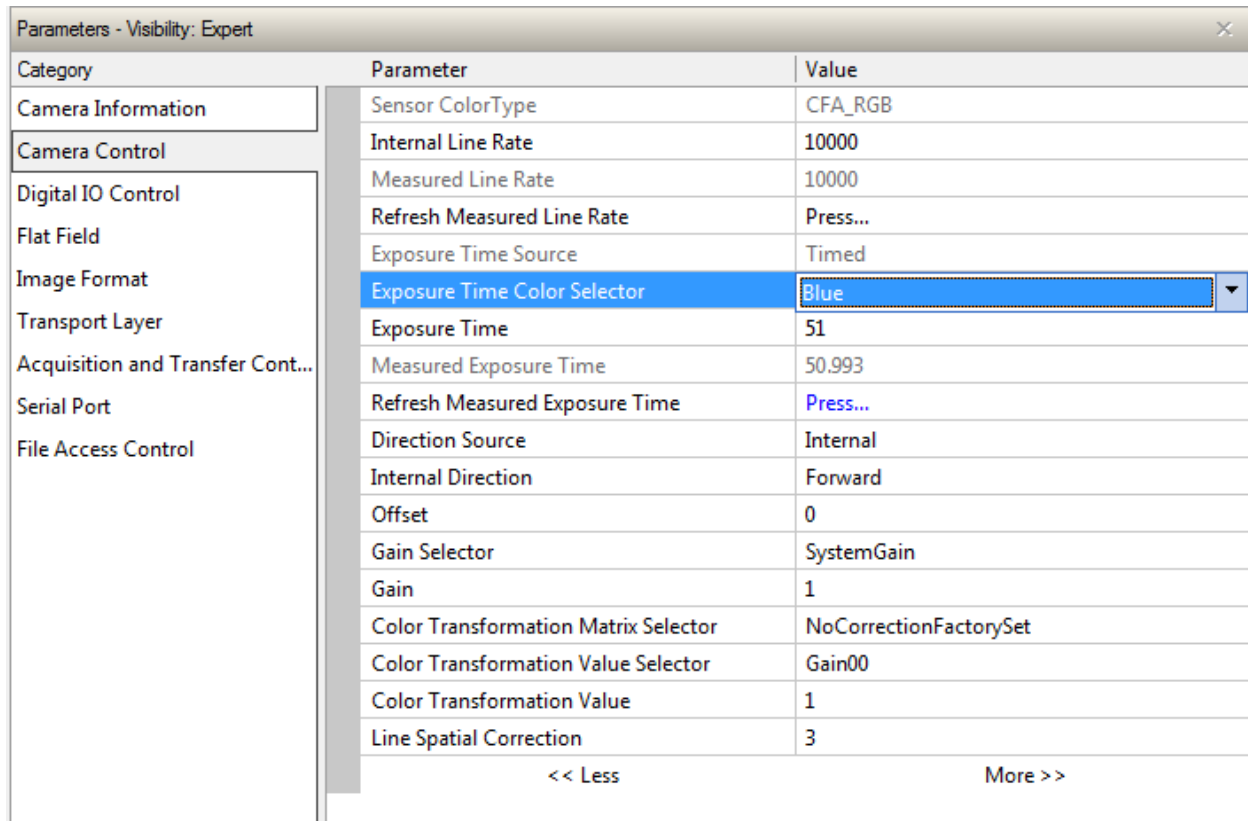 Parameters - Visibility: Expert
Category Parameter Value
Camera Information
Camera Control
Digital IO Control
Flat Field
Image Format
Transport Layer
Acquisition and Transfer Cont...
Serial Port
File Access Control
Sensor ColorType CFA_RGB
Internal Line Rate 10000
Measured Line Rate 10000
Refresh Measured Line Rate Press...
Exposure Time Source Timed
Exposure Time Color Selector Blue
Exposure Time 51
Measured Exposure Time 50.993
Refresh Measured Exposure Time Press...
Direction Source Internal
Internal Direction Forward
Offset 0
Gain Selector SystemGain
Gain 1
Color Transformation Matrix Selector NoCorrectionFactorySet
Color Transformation Value Selector Gain00
Color Transformation Value 1
Line Spatial Correction 3
<< Less More >>